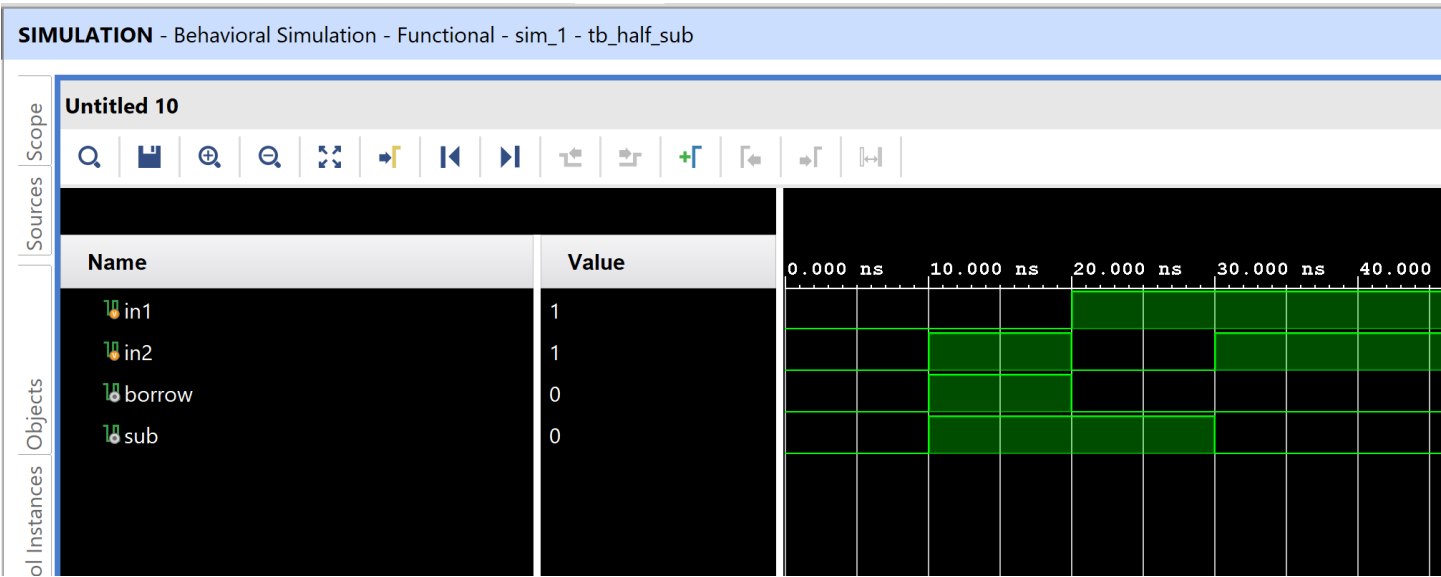 SIMULATION - Behavioral Simulation - Functional - sim_1 - tb_half_sub
Scope
Sources
Objects
ol Instances
Untitled 10
Name
Value
0.000 ns
10.000 ns
20.000 ns
30.000 ns
40.000
in1
1
in2
1
borrow
0
sub
0